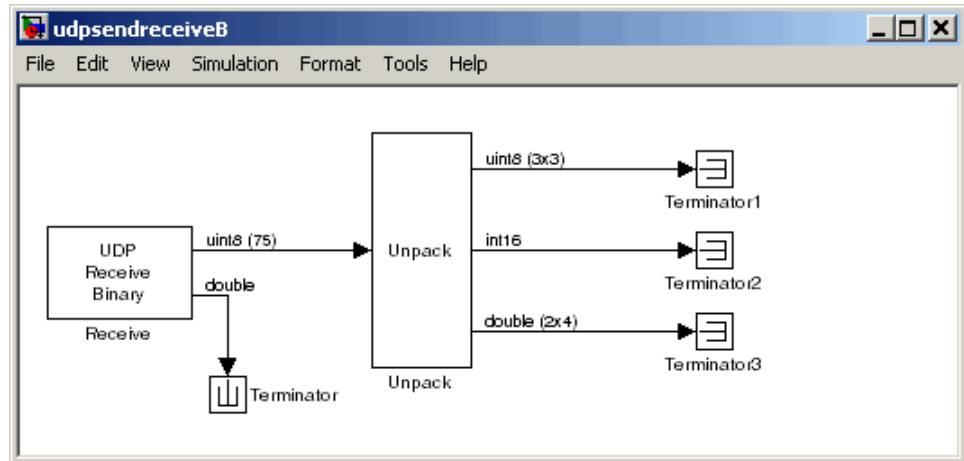 udpsendreceiveB
File Edit View Simulation Format Tools Help
uint8 (3x3)
Terminator1
UDP
Receive
Binary
uint8 (75)
Unpack
int16
double
Terminator2
Receive
double (2x4)
Terminator3
Unpack
Terminator